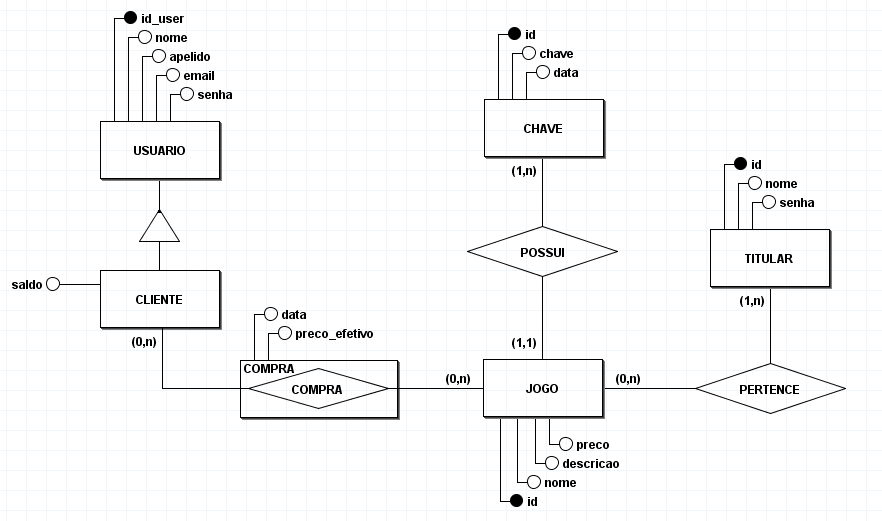 id_user
nome
apelido
email
senha
USUARIO
saldo
CLIENTE
(0,n)
data
preco_efetivo
COMPRA
COMPRA
(0,n)
id
chave
data
CHAVE
(1,n)
POSSUI
(1,1)
JOGO
(0,n)
preco
descricao
nome
id
id
nome
senha
TITULAR
(1,n)
PERTENCE